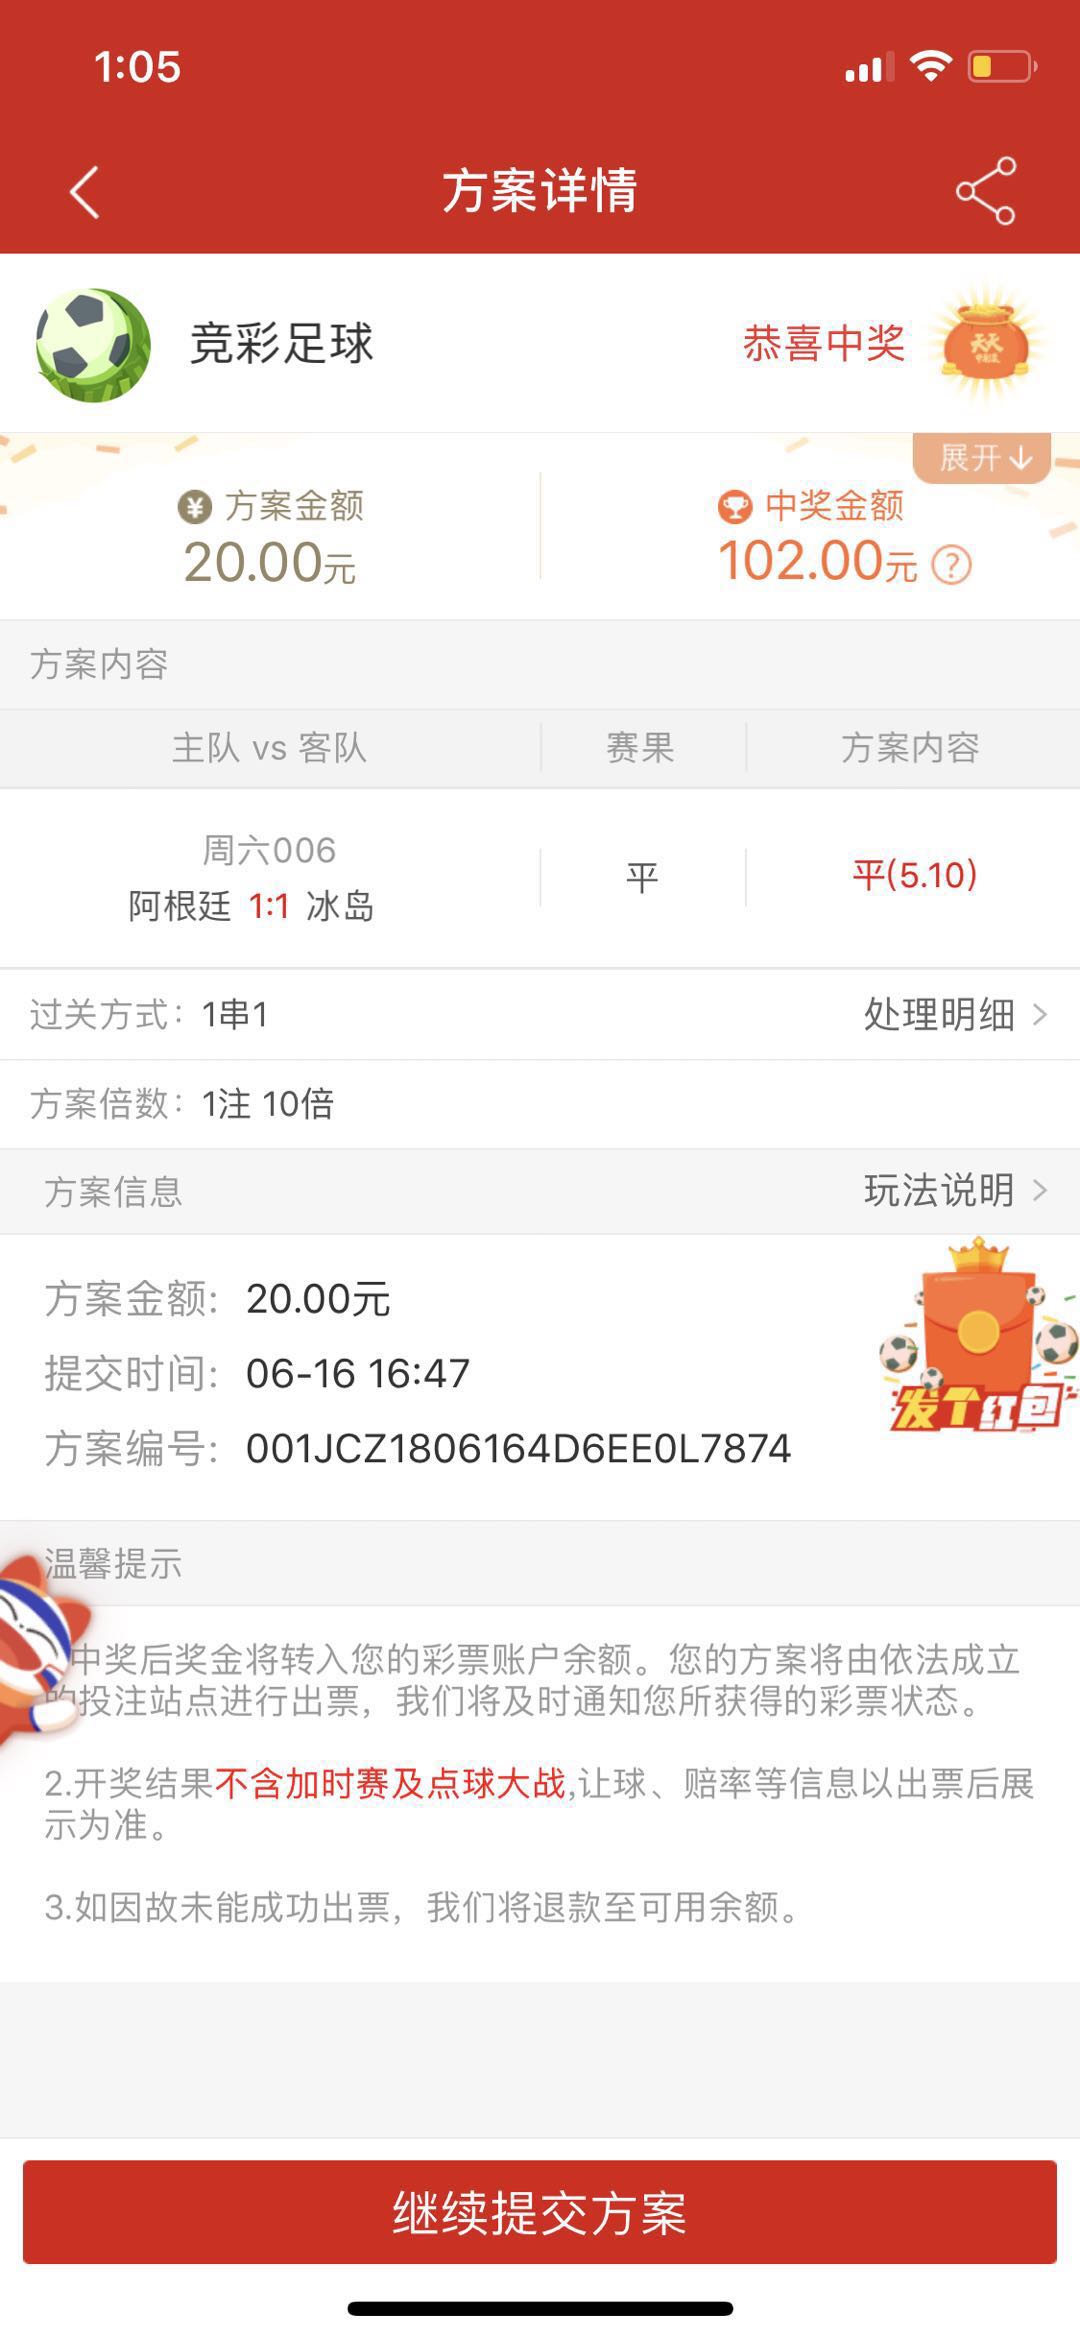 1:05
方案详情
竞彩足球
恭喜中奖
天天
展开
方案金额
中奖金额
20.00元
102.00元 ?
方案内容
主队 vs 客队 赛果 方案内容
周六006
阿根廷 1:1 冰岛
平
平(5.10)
过关方式：1串1
处理明细
方案倍数：1注 10倍
方案信息
玩法说明
方案金额: 20.00元
提交时间: 06-16 16:47
方案编号: 001JCZ1806164D6EE0L7874
发个红包
温馨提示
中奖后奖金将转入您的彩票账户余额。您的方案将由依法成立
的投注站点进行出票，我们将及时通知您所获得的彩票状态。
2.开奖结果不含加时赛及点球大战,让球、赔率等信息以出票后展
示为准。
3.如因故未能成功出票，我们将退款至可用余额。
继续提交方案